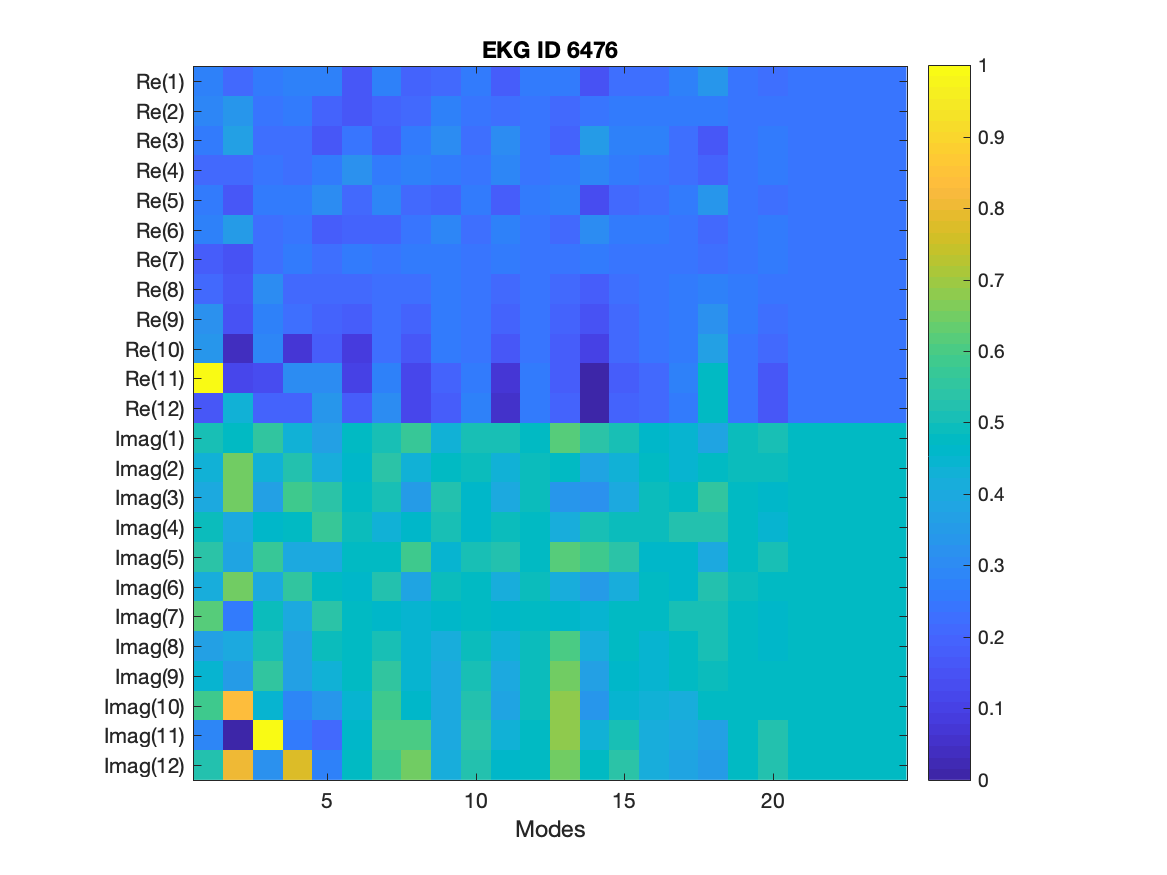 EKG ID 6476
Re(1)
Re(2)
Re(3)
Re(4)
Re(5)
Re(6)
Re(7)
Re(8)
Re(9)
Re(10)
Re(11)
Re(12)
Imag(1)
Imag(2)
Imag(3)
Imag(4)
Imag(5)
Imag(6)
Imag(7)
Imag(8)
Imag(9)
Imag(10)
Imag(11)
Imag(12)
5 10 15 20
Modes
1
0.9
0.8
0.7
0.6
0.5
0.4
0.3
0.2
0.1
0